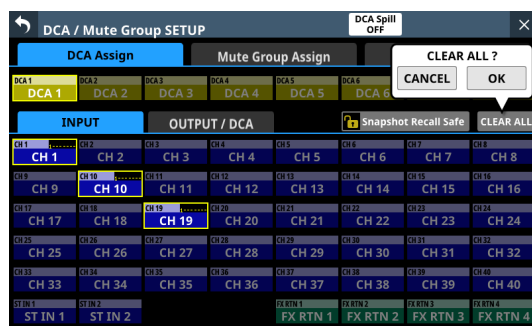 DCA / Mute Group SETUP
DCA Spill
OFF
DCA Assign
Mute Group Assign
CLEAR ALL ?
CANCEL
OK
DCA 1
DCA 2
DCA 3
DCA 4
DCA 5
DCA 6
DCA 1
DCA 2
DCA 3
DCA 4
DCA 5
DCA 6
INPUT
OUTPUT / DCA
Snapshot Recall Safe
CLEAR ALL
CH 1
CH 2
CH 3
CH 4
CH 5
CH 6
CH 7
CH 8
CH 1
CH 2
CH 3
CH 4
CH 5
CH 6
CH 7
CH 8
CH 9
CH 10
CH 11
CH 12
CH 13
CH 14
CH 15
CH 16
CH 9
CH 10
CH 11
CH 12
CH 13
CH 14
CH 15
CH 16
CH 17
CH 18
CH 19
CH 20
CH 21
CH 22
CH 23
CH 24
CH 17
CH 18
CH 19
CH 20
CH 21
CH 22
CH 23
CH 24
CH 25
CH 26
CH 27
CH 28
CH 29
CH 30
CH 31
CH 32
CH 25
CH 26
CH 27
CH 28
CH 29
CH 30
CH 31
CH 32
CH 33
CH 34
CH 35
CH 36
CH 37
CH 38
CH 39
CH 40
CH 33
CH 34
CH 35
CH 36
CH 37
CH 38
CH 39
CH 40
ST IN 1
ST IN 2
FX RTN 1
FX RTN 2
FX RTN 3
FX RTN 4
ST IN 1
ST IN 2
FX RTN 1
FX RTN 2
FX RTN 3
FX RTN 4